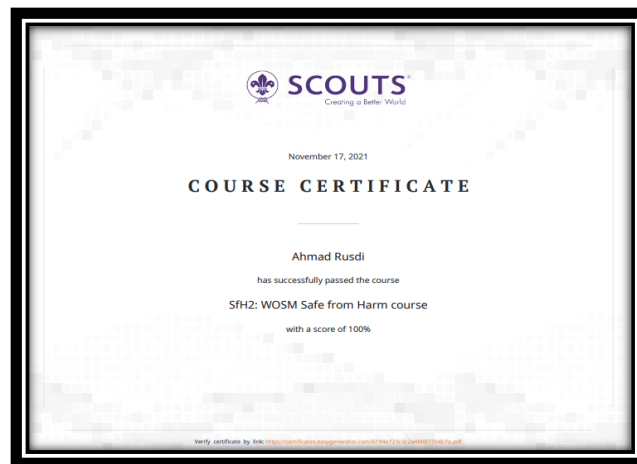 SCOUTS®
Creating a Better World
November 17, 2021
COURSE CERTIFICATE
Ahmad Rusdi
has successfully passed the course
SfH2: WOSM Safe from Harm course
with a score of 100%
Verify certificate by link: